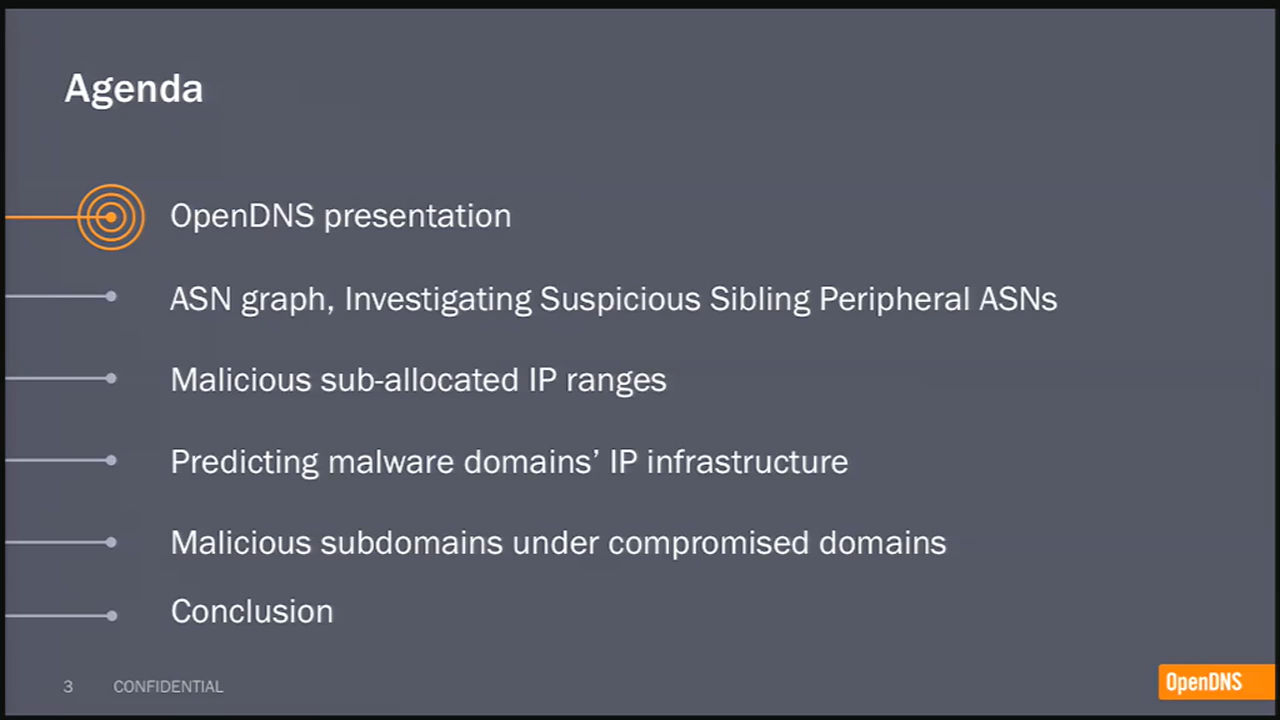 Agenda
OpenDNS presentation
ASN graph, Investigating Suspicious Sibling Peripheral ASNs
Malicious sub-allocated IP ranges
Predicting malware domains’ IP infrastructure
Malicious subdomains under compromised domains
Conclusion
3 CONFIDENTIAL
OpenDNS